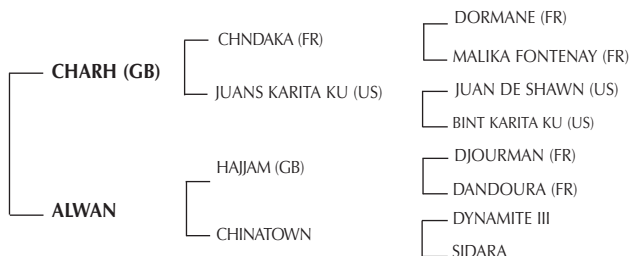 DORMANE (FR)
CHNDAKA (FR)
MALIKA FONTENAY (FR)
CHARH (GB)
JUAN DE SHAWN (US)
JUANS KARITA KU (US)
BINT KARITA KU (US)
DJOURMAN (FR)
HAJJAM (GB)
DANDOURA (FR)
ALWAN
DYNAMITE III
CHINATOWN
SIDARA